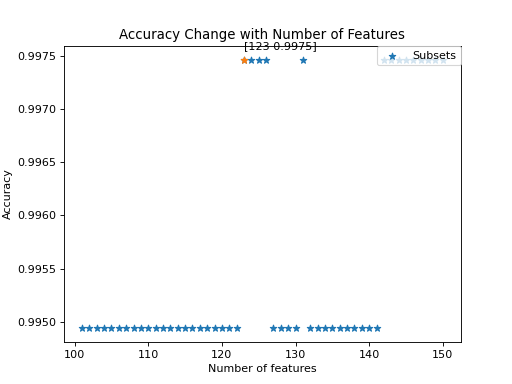 Accuracy Change with Number of Features
[123 0.9975]
Subsets
0.9975
0.9970
0.9965
0.9960
0.9955
0.9950
Accuracy
100 110 120 130 140 150
Number of features